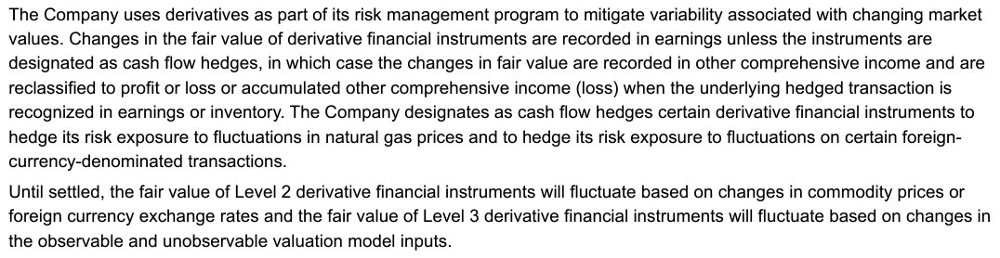 The Company uses derivatives as part of its risk management program to mitigate variability associated with changing market
values. Changes in the fair value of derivative financial instruments are recorded in earnings unless the instruments are
designated as cash flow hedges, in which case the changes in fair value are recorded in other comprehensive income and are
reclassified to profit or loss or accumulated other comprehensive income (loss) when the underlying hedged transaction is
recognized in earnings or inventory. The Company designates as cash flow hedges certain derivative financial instruments to
hedge its risk exposure to fluctuations in natural gas prices and to hedge its risk exposure to fluctuations on certain foreign-
currency-denominated transactions.
Until settled, the fair value of Level 2 derivative financial instruments will fluctuate based on changes in commodity prices or
foreign currency exchange rates and the fair value of Level 3 derivative financial instruments will fluctuate based on changes in
the observable and unobservable valuation model inputs.